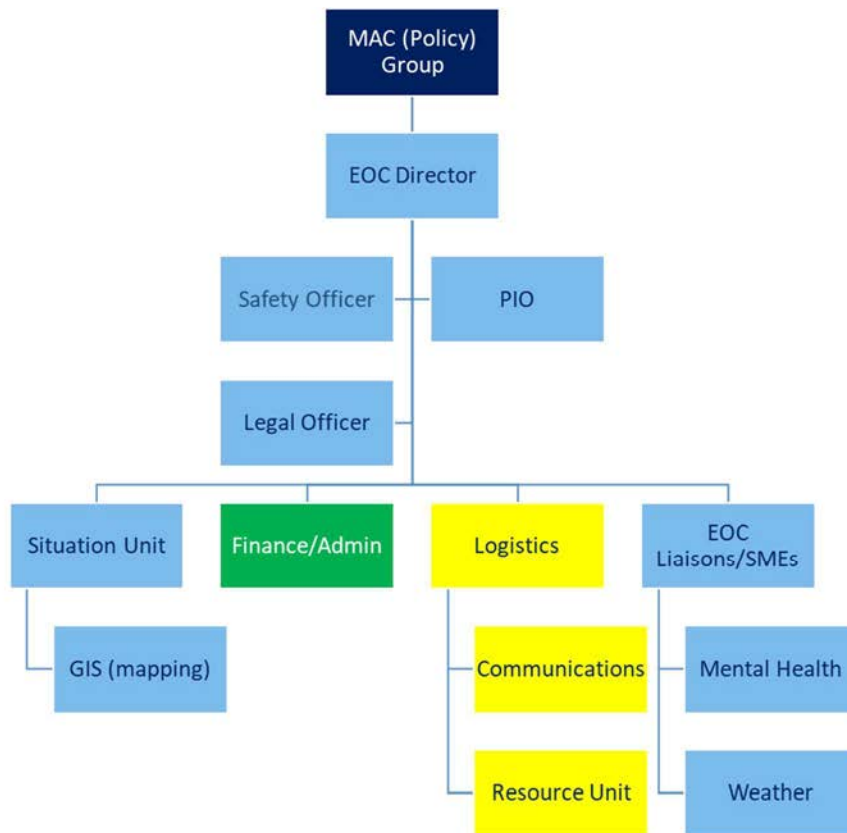 MAC (Policy)
Group
EOC Director
Safety Officer
PIO
Legal Officer
Situation Unit
Finance/Admin
Logistics
EOC
Liaisons/SMEs
GIS (mapping)
Communications
Mental Health
Resource Unit
Weather